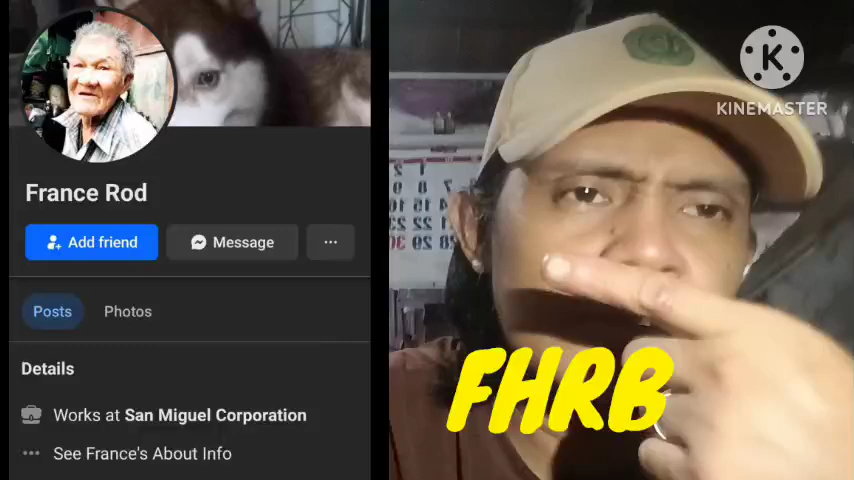 France Rod
Add friend
Message
...
Posts
Photos
Details
Works at San Miguel Corporation
See France's About Info
K
KINEMASTER
FHRB